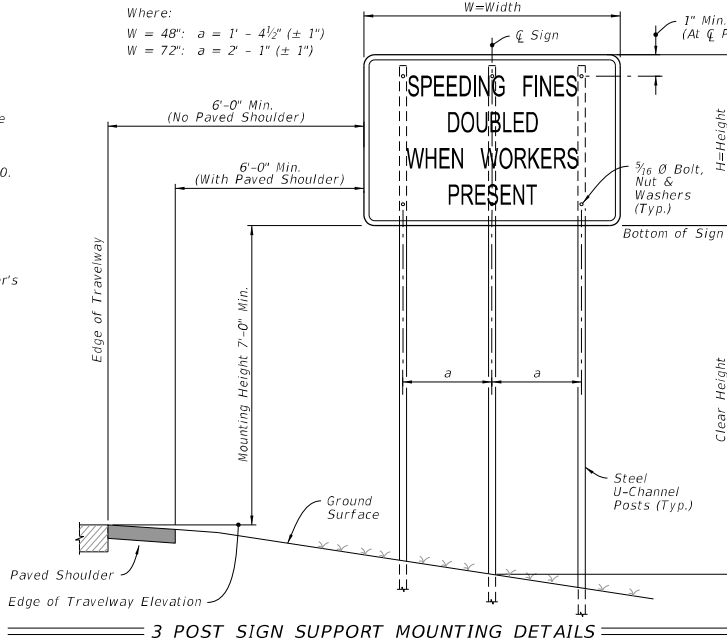 Where:
W = 48": a = 1' - 4½" (± 1")
W = 72": a = 2' - 1" (± 1")
W=Width
℄ Sign
1" Min.
(At ℄
6'-0" Min.
(No Paved Shoulder)
6'-0" Min.
(With Paved Shoulder)
SPEEDING FINES
DOUBLED
WHEN WORKERS
PRESENT
H=Height
5/16 Ø Bolt,
Nut &
Washers
(Typ.)
Bottom of Sign
0.
Edge of Travelway
Mounting Height 7'-0" Min.
a
a
Clear Height
Steel
U-Channel
Posts (Typ.)
Ground
Surface
Paved Shoulder
Edge of Travelway Elevation
3 POST SIGN SUPPORT MOUNTING DETAILS